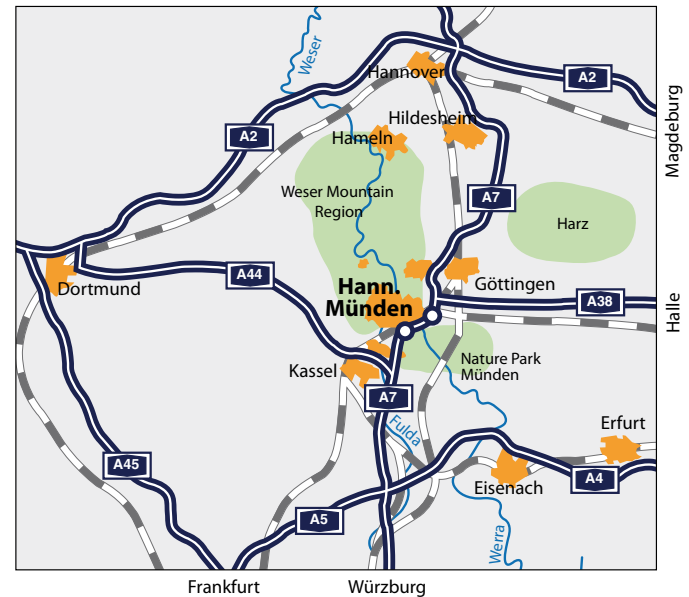 Weser
Hannover
A2
Magdeburg
A2
Hildesheim
Hameln
Weser Mountain
Region
A7
Harz
A44
Dortmund
Göttingen
Hann.
Münden
A38
Halle
Kassel
Nature Park
Münden
A7
Fulda
Erfurt
A45
Eisenach
A4
A5
Werra
Frankfurt
Würzburg